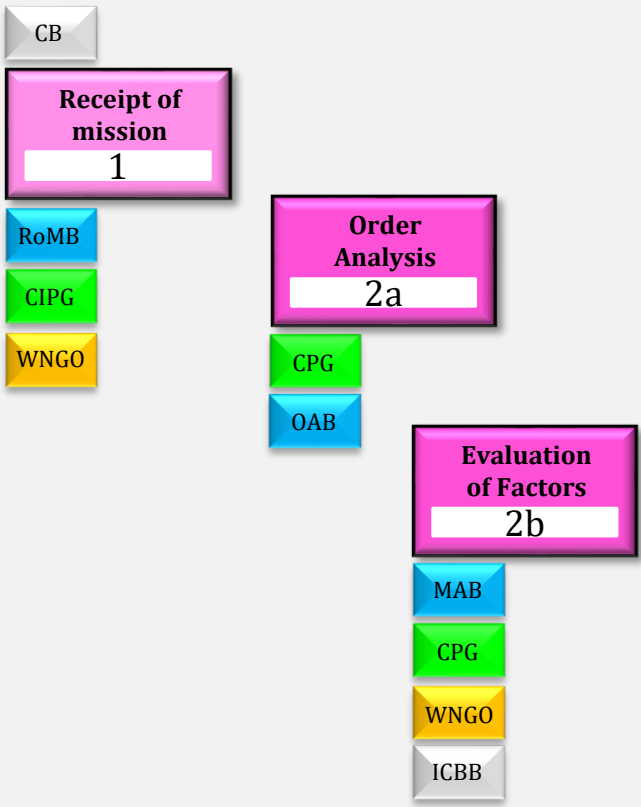 CB
Receipt of
mission
1
RoMB
CIPG
WNGO
Order
Analysis
2a
CPG
OAB
Evaluation
of Factors
2b
MAB
CPG
WNGO
ICBB